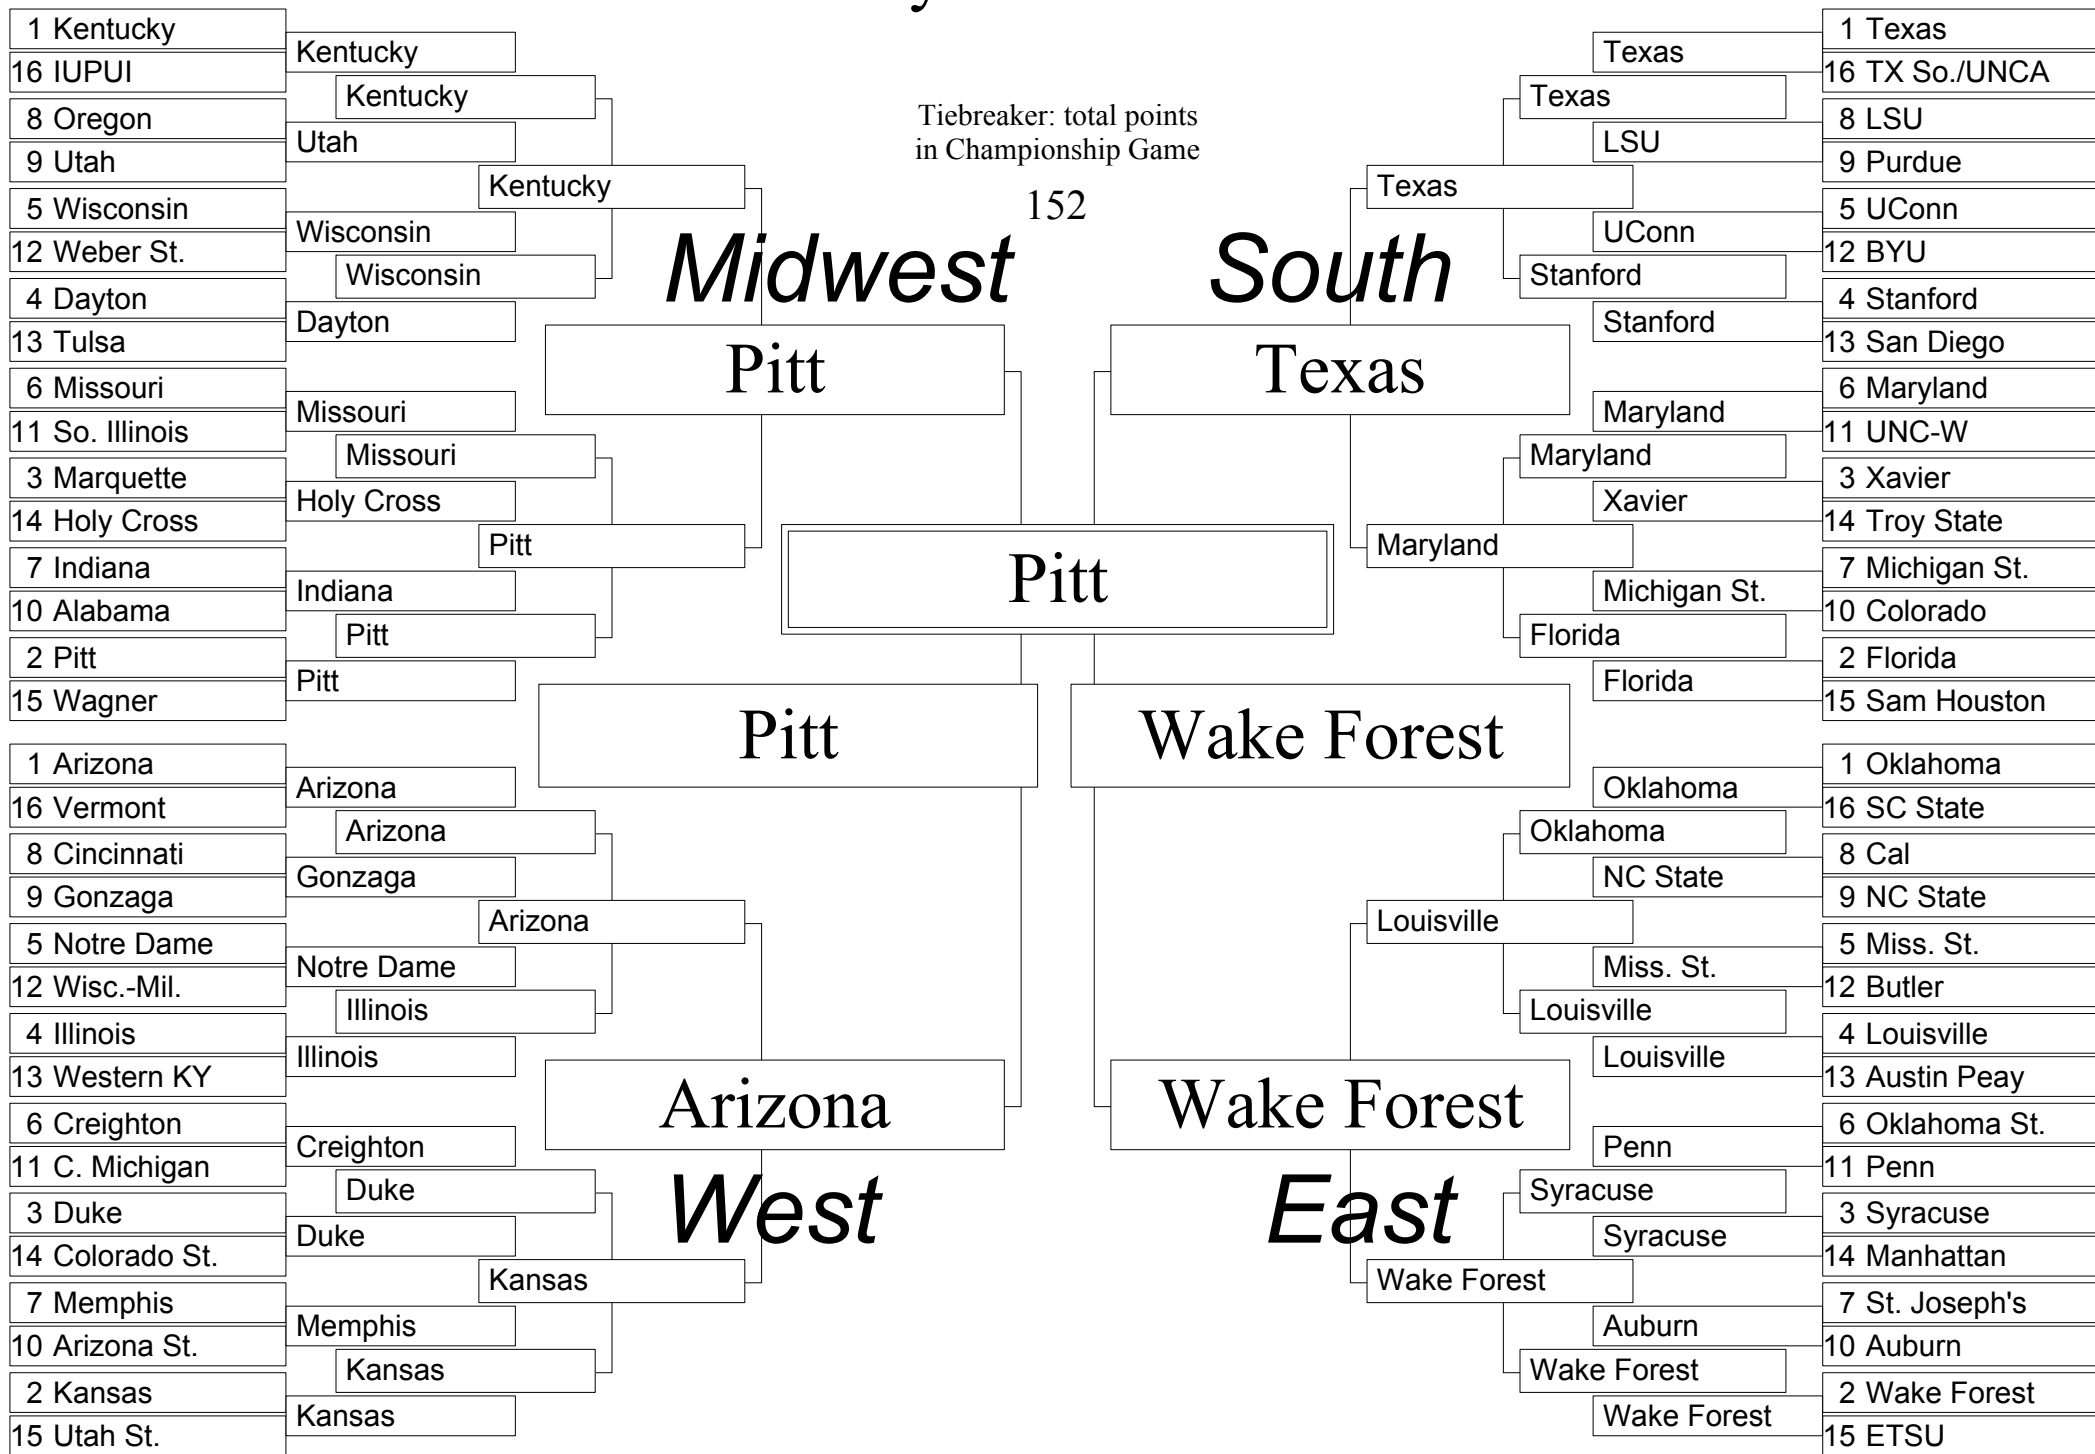 1 Kentucky
16 IUPUI
8 Oregon
9 Utah
5 Wisconsin
12 Weber St.
4 Dayton
13 Tulsa
6 Missouri
11 So. Illinois
3 Marquette
14 Holy Cross
7 Indiana
10 Alabama
2 Pitt
15 Wagner
Kentucky
Utah
Wisconsin
Dayton
Missouri
Holy Cross
Indiana
Pitt
Kentucky
Wisconsin
Missouri
Pitt
Kentucky
Pitt
Midwest
Pitt
1 Arizona
16 Vermont
8 Cincinnati
9 Gonzaga
5 Notre Dame
12 Wisc.-Mil.
4 Illinois
13 Western KY
6 Creighton
11 C. Michigan
3 Duke
14 Colorado St.
7 Memphis
10 Arizona St.
2 Kansas
15 Utah St.
Arizona
Gonzaga
Notre Dame
Illinois
Creighton
Duke
Memphis
Kansas
Arizona
Illinois
Duke
Kansas
Arizona
Kansas
Arizona
West
Tiebreaker: total points
in Championship Game
152
Pitt
Pitt
Wake Forest
South
Texas
Texas
Maryland
Texas
Stanford
Maryland
Florida
Texas
LSU
UConn
Stanford
Maryland
Xavier
Michigan St.
Florida
1 Texas
16 TX So./UNCA
8 LSU
9 Purdue
5 UConn
12 BYU
4 Stanford
13 San Diego
6 Maryland
11 UNC-W
3 Xavier
14 Troy State
7 Michigan St.
10 Colorado
2 Florida
15 Sam Houston
Wake Forest
East
Louisville
Wake Forest
Oklahoma
Louisville
Syracuse
Wake Forest
Oklahoma
NC State
Miss. St.
Louisville
Penn
Syracuse
Auburn
Wake Forest
1 Oklahoma
16 SC State
8 Cal
9 NC State
5 Miss. St.
12 Butler
4 Louisville
13 Austin Peay
6 Oklahoma St.
11 Penn
3 Syracuse
14 Manhattan
7 St. Joseph's
10 Auburn
2 Wake Forest
15 ETSU